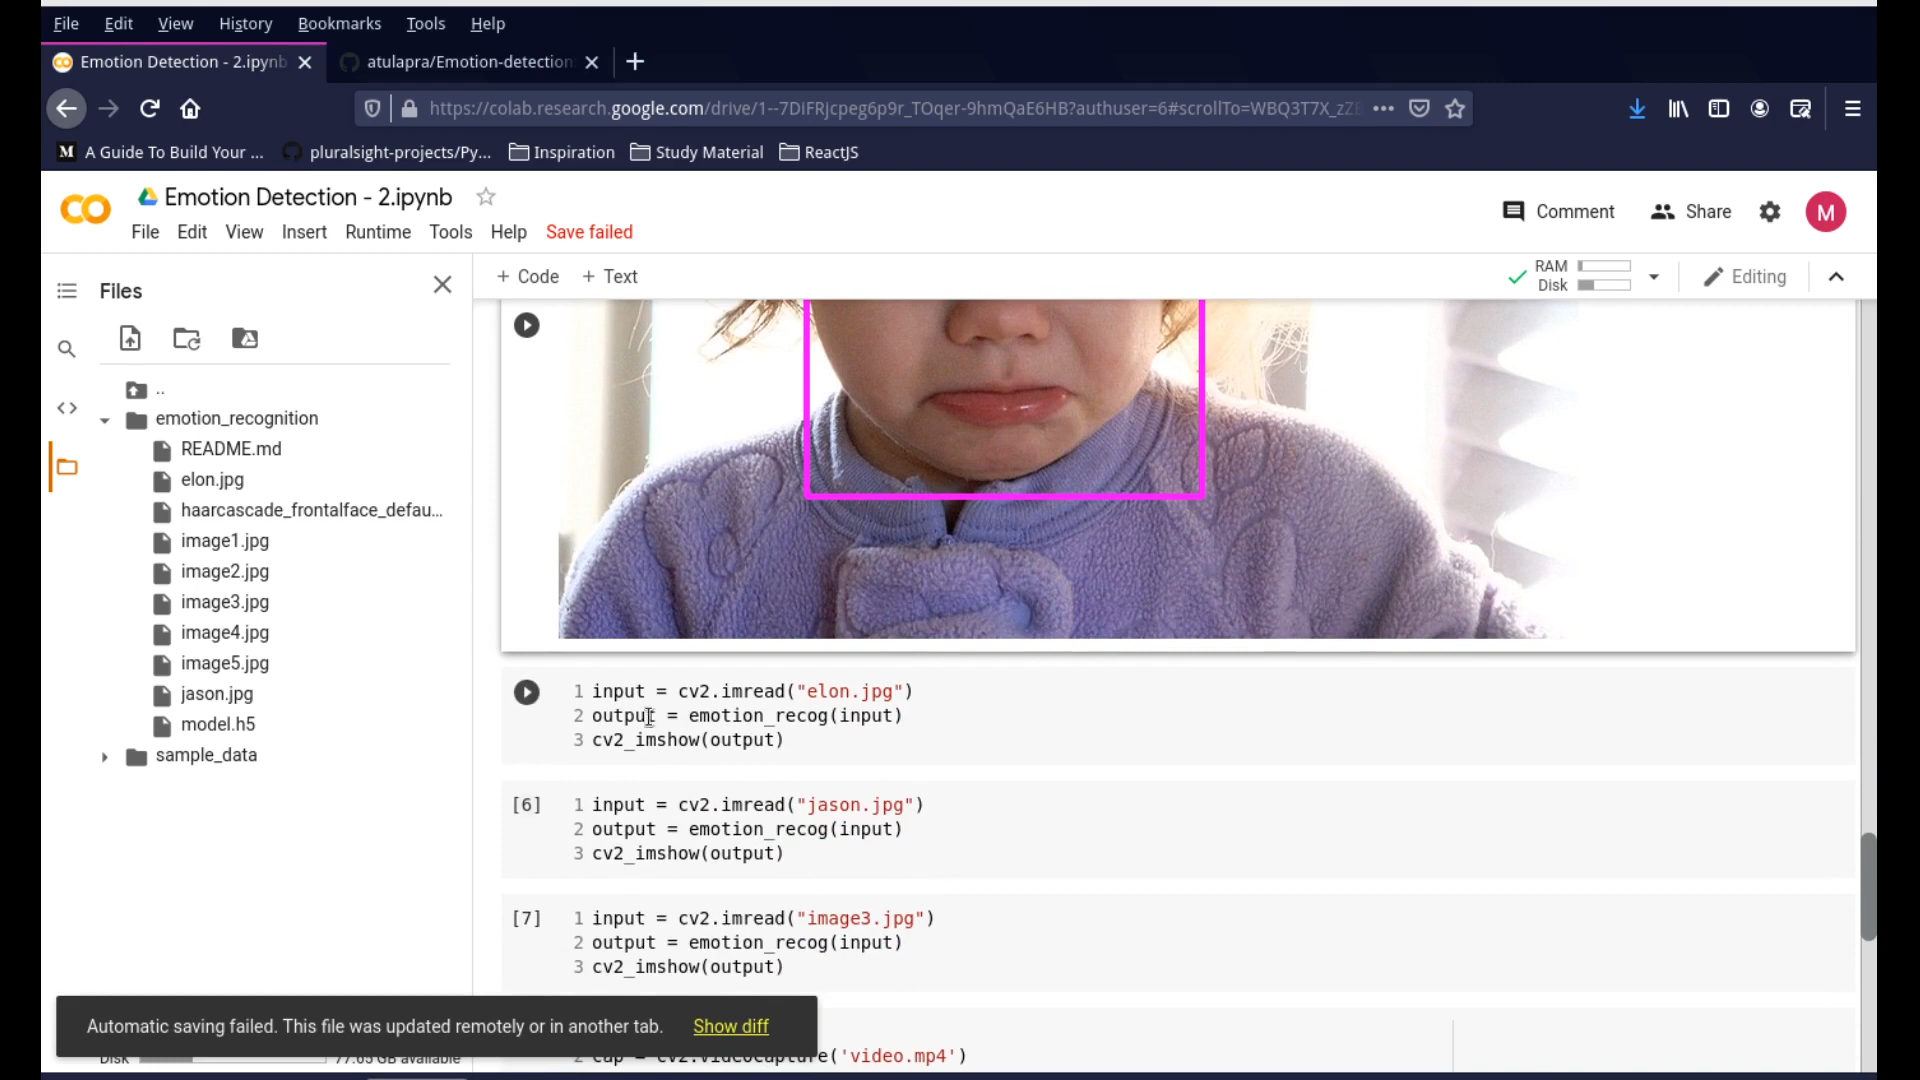 File Edit View History Bookmarks Tools Help
Emotion Detection - 2.ipynb
atulapra/Emotion-detection
https://colab.research.google.com/drive/1--7DiFRjcpeg6p9r_TOqer-9hmQaE6HB?authuser=6#scrollTo=WBQ3T7X_zZ
M A Guide To Build Your ... pluralsight-projects/Py... Inspiration Study Material ReactJS
Emotion Detection - 2.ipynb
Comment Share M
File Edit View Insert Runtime Tools Help Save failed
+ Code + Text
RAM
Disk
Editing
Files
..
emotion_recognition
README.md
elon.jpg
haarcascade_frontalface_defau...
image1.jpg
image2.jpg
image3.jpg
image4.jpg
image5.jpg
jason.jpg
model.h5
sample_data
1 input = cv2.imread("elon.jpg")
2 output = emotion_recog(input)
3 cv2_imshow(output)
[6] 1 input = cv2.imread("jason.jpg")
2 output = emotion_recog(input)
3 cv2_imshow(output)
[7] 1 input = cv2.imread("image3.jpg")
2 output = emotion_recog(input)
3 cv2_imshow(output)
Automatic saving failed. This file was updated remotely or in another tab. Show diff
Disk 77.65 GB available
2 cap = cv2.VideoCapture('video.mp4')